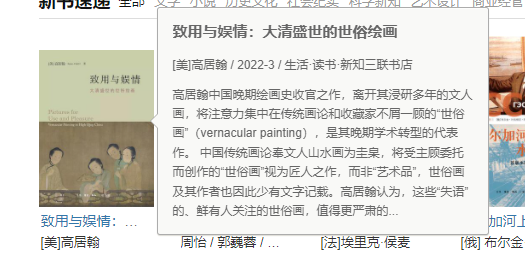 新书速递 全部 文学 小说 历史文化 社会纪实 科学新知 艺术设计 商业经管
致用与娱情：大清盛世的世俗绘画
[美]高居翰 / 2022-3 / 生活·读书·新知三联书店
高居翰中国晚期绘画史收官之作，离开其浸研多年的文人
画，将注意力集中在传统画论和收藏家不屑一顾的“世俗
画”（vernacular painting），是其晚期学术转型的代表
作。 中国传统画论奉文人山水画为圭臬，将受主顾委托
而创作的“世俗画”视为匠人之作，而非“艺术品”，世俗画
及其作者也因此少有文字记载。高居翰认为，这些“失语”
的、鲜有人关注的世俗画，值得更严肃的...
致用与娱情
大清盛世的世俗绘画
Pictures for
Use and Pleasure
尔加河
致用与娱情：...
加河上
[美]高居翰
周怡 / 郭巍蓉 / ...
[法]埃里克·侯麦
[俄] 布尔金